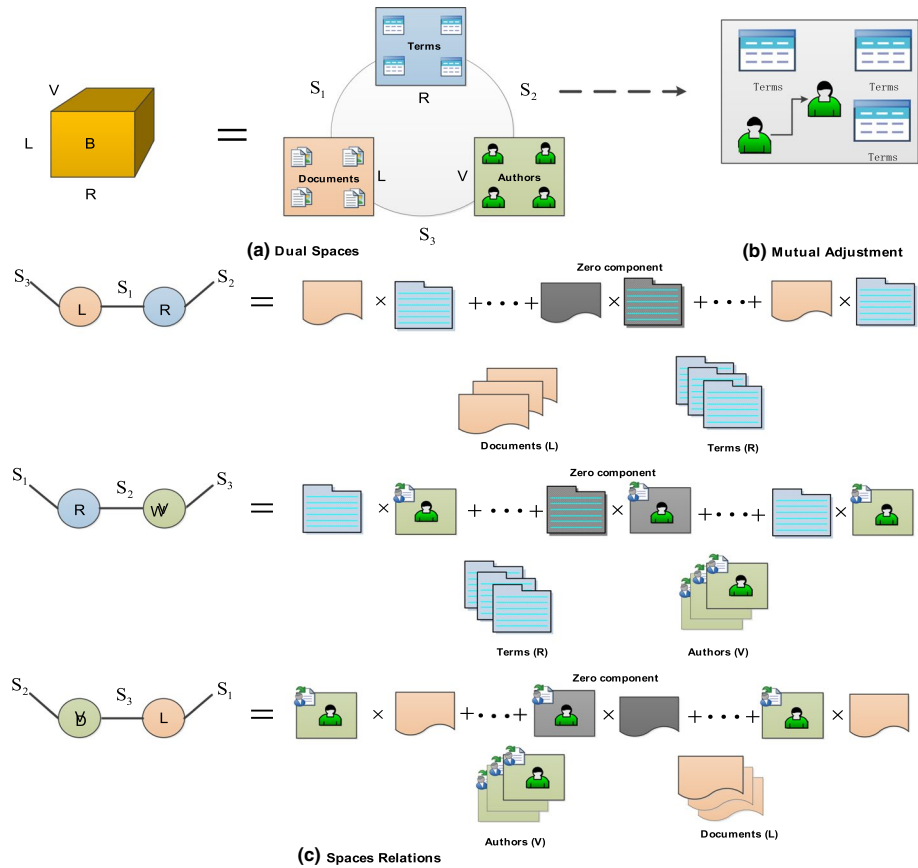 V
L
B
R
=
S1
Terms
R
S2
Documents
L
V
Authors
S3
Terms
Terms
Terms
(a) Dual Spaces
(b) Mutual Adjustment
S3
L
S1
R
S2
=
×
+ • • • +
Zero component
×
+ • • • +
×
Documents (L)
Terms (R)
S1
R
S2
S3
=
×
+ • • • +
Zero component
×
+ • • • +
×
Terms (R)
Authors (V)
S2
S3
L
S1
=
×
+ • • • +
Zero component
×
+ • • • +
×
Authors (V)
Documents (L)
(c) Spaces Relations